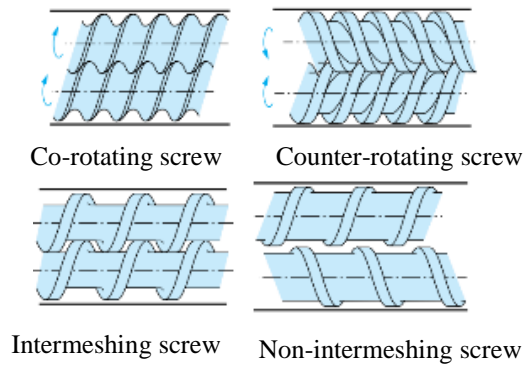 Co-rotating screw
Counter-rotating screw
Intermeshing screw
Non-intermeshing screw